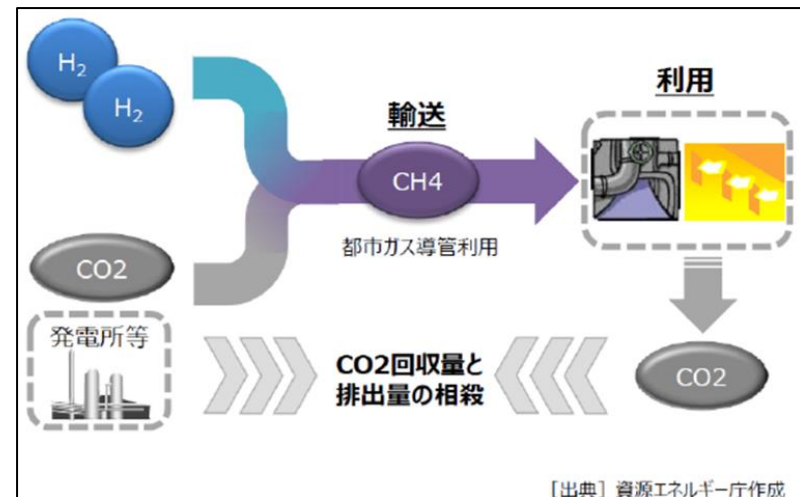 H2
H2
輸送
利用
CH4
都市ガス導管利用
CO2
発電所等
CO2回収量と
排出量の相殺
CO2
［出典］資源エネルギー庁作成